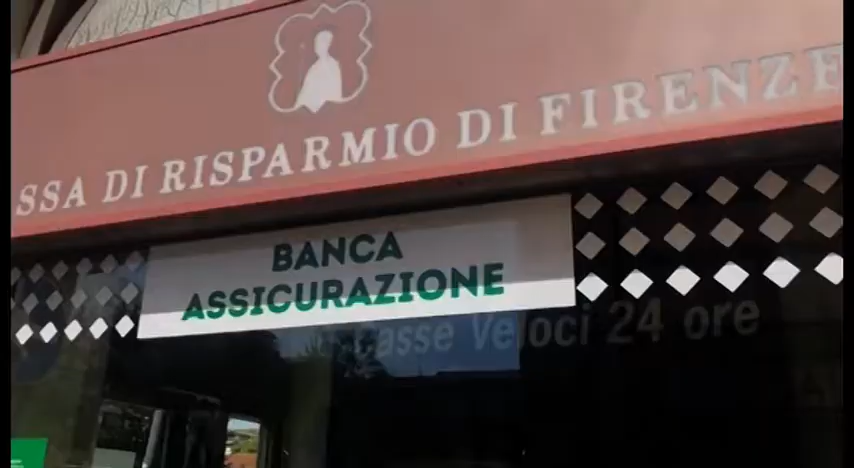 SSA DI RISPARMIO DI FIRENZE
BANCA
ASSICURAZIONE
Casse Veloci 24 ore